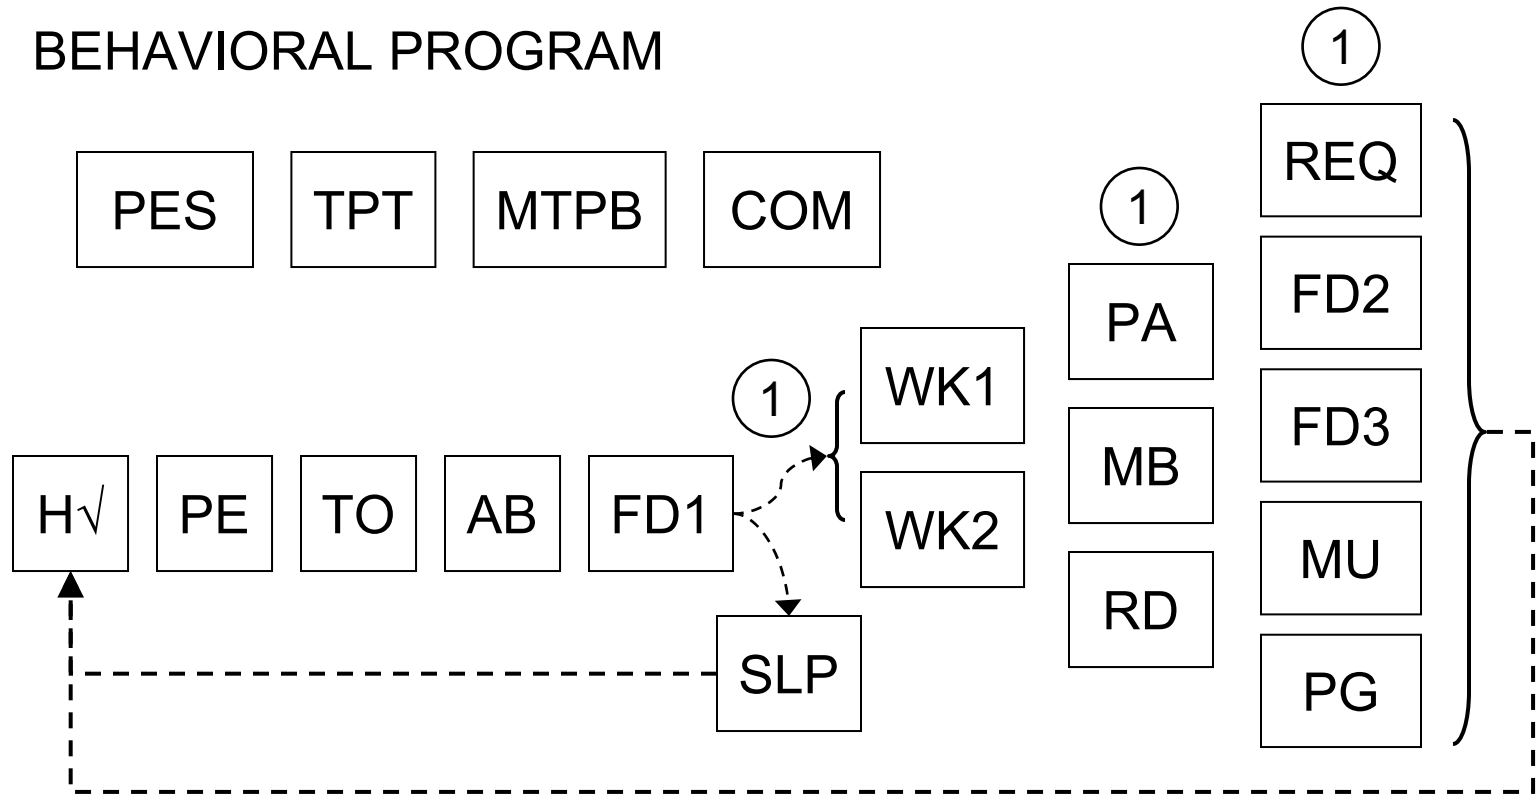 BEHAVIORAL PROGRAM
1
PES TPT MTPB COM
REQ
1
FD2
PA
WK1
1
FD3
MB
H√ PE TO AB FD1
WK2
MU
RD
SLP
PG